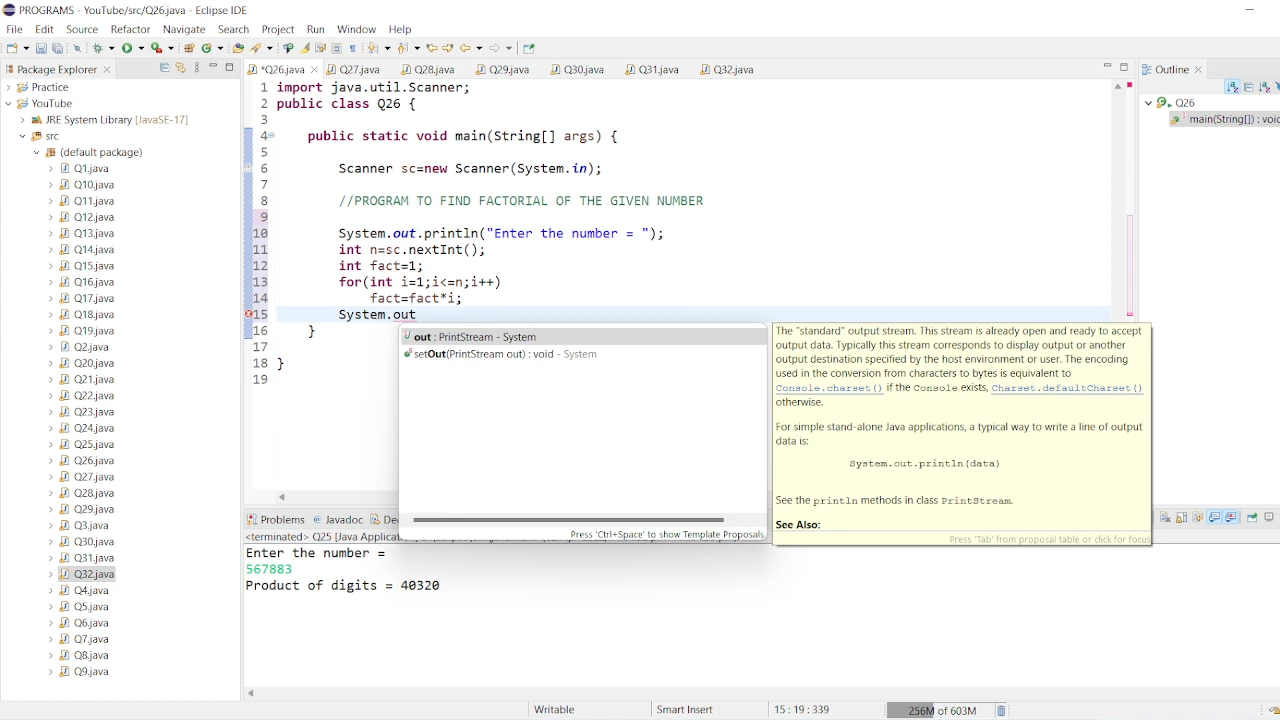 PROGRAMS - YouTube/src/Q26.java - Eclipse IDE
File Edit Source Refactor Navigate Search Project Run Window Help
Package Explorer
*Q26.java Q27.java Q28.java Q29.java Q30.java Q31.java Q32.java
Outline
Practice
YouTube
JRE System Library [JavaSE-17]
src
(default package)
Q1.java
Q10.java
Q11.java
Q12.java
Q13.java
Q14.java
Q15.java
Q16.java
Q17.java
Q18.java
Q19.java
Q2.java
Q20.java
Q21.java
Q22.java
Q23.java
Q24.java
Q25.java
Q26.java
Q27.java
Q28.java
Q29.java
Q3.java
Q30.java
Q31.java
Q32.java
Q4.java
Q5.java
Q6.java
Q7.java
Q8.java
Q9.java
1 import java.util.Scanner;
2 public class Q26 {
3
4 public static void main(String[] args) {
5
6 Scanner sc=new Scanner(System.in);
7
8 //PROGRAM TO FIND FACTORIAL OF THE GIVEN NUMBER
9
10 System.out.println("Enter the number = ");
11 int n=sc.nextInt();
12 int fact=1;
13 for(int i=1;i<=n;i++)
14 fact=fact*i;
15 System.out
16 }
17
18 }
19
out : PrintStream - System
setOut(PrintStream out) : void - System
Press 'Ctrl+Space' to show Template Proposals
The "standard" output stream. This stream is already open and ready to accept
output data. Typically this stream corresponds to display output or another
output destination specified by the host environment or user. The encoding
used in the conversion from characters to bytes is equivalent to
Console.charset() if the Console exists, Charset.defaultCharset()
otherwise.
For simple stand-alone Java applications, a typical way to write a line of output
data is:
System.out.println(data)
See the println methods in class PrintStream.
See Also:
Press 'Tab' from proposal table or click for focus
Q26
main(String[]) : void
Problems Javadoc
<terminated> Q25 [Java Application]
Enter the number =
567883
Product of digits = 40320
Writable Smart Insert 15 : 19 : 339 256M of 603M